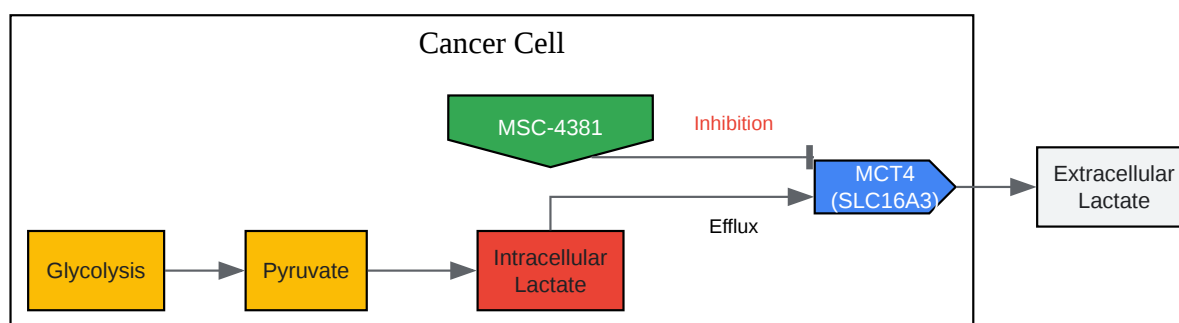 Cancer Cell
MSC-4381
Inhibition
MCT4
(SLC16A3)
Extracellular
Lactate
Efflux
Glycolysis
Pyruvate
Intracellular
Lactate